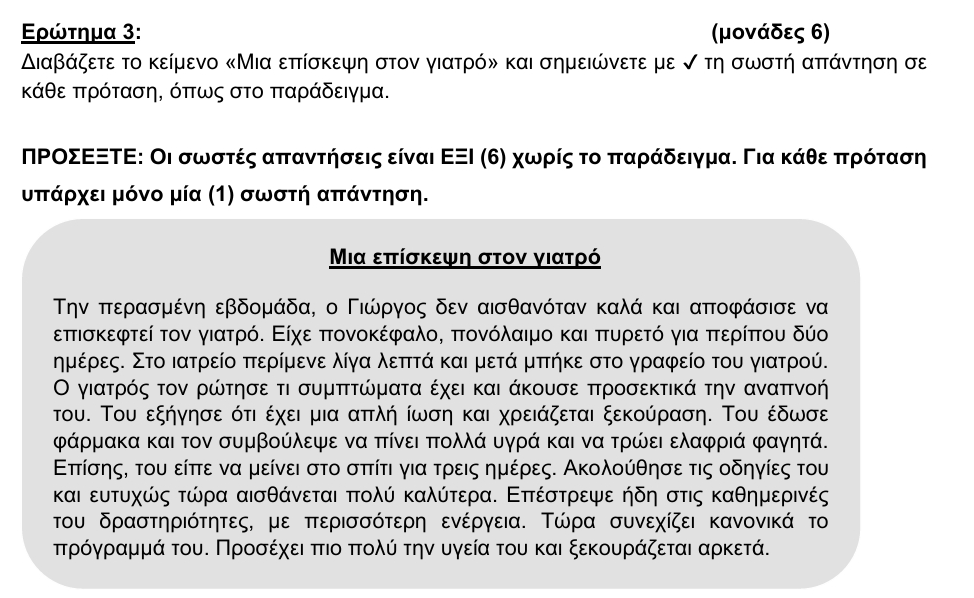 Ερώτημα 3: (μονάδες 6)
Διαβάζετε το κείμενο «Μια επίσκεψη στον γιατρό» και σημειώνετε με ✓ τη σωστή απάντηση σε
κάθε πρόταση, όπως στο παράδειγμα.
ΠΡΟΣΕΞΤΕ: Οι σωστές απαντήσεις είναι ΕΞΙ (6) χωρίς το παράδειγμα. Για κάθε πρόταση
υπάρχει μόνο μία (1) σωστή απάντηση.
Μια επίσκεψη στον γιατρό
Την περασμένη εβδομάδα, ο Γιώργος δεν αισθανόταν καλά και αποφάσισε να
επισκεφτεί τον γιατρό. Είχε πονοκέφαλο, πονόλαιμο και πυρετό για περίπου δύο
ημέρες. Στο ιατρείο περίμενε λίγα λεπτά και μετά μπήκε στο γραφείο του γιατρού.
Ο γιατρός τον ρώτησε τι συμπτώματα έχει και άκουσε προσεκτικά την αναπνοή
του. Του εξήγησε ότι έχει μια απλή ίωση και χρειάζεται ξεκούραση. Του έδωσε
φάρμακα και τον συμβούλεψε να πίνει πολλά υγρά και να τρώει ελαφριά φαγητά.
Επίσης, του είπε να μείνει στο σπίτι για τρεις ημέρες. Ακολούθησε τις οδηγίες του
και ευτυχώς τώρα αισθάνεται πολύ καλύτερα. Επέστρεψε ήδη στις καθημερινές
του δραστηριότητες, με περισσότερη ενέργεια. Τώρα συνεχίζει κανονικά το
πρόγραμμά του. Προσέχει πιο πολύ την υγεία του και ξεκουράζεται αρκετά.